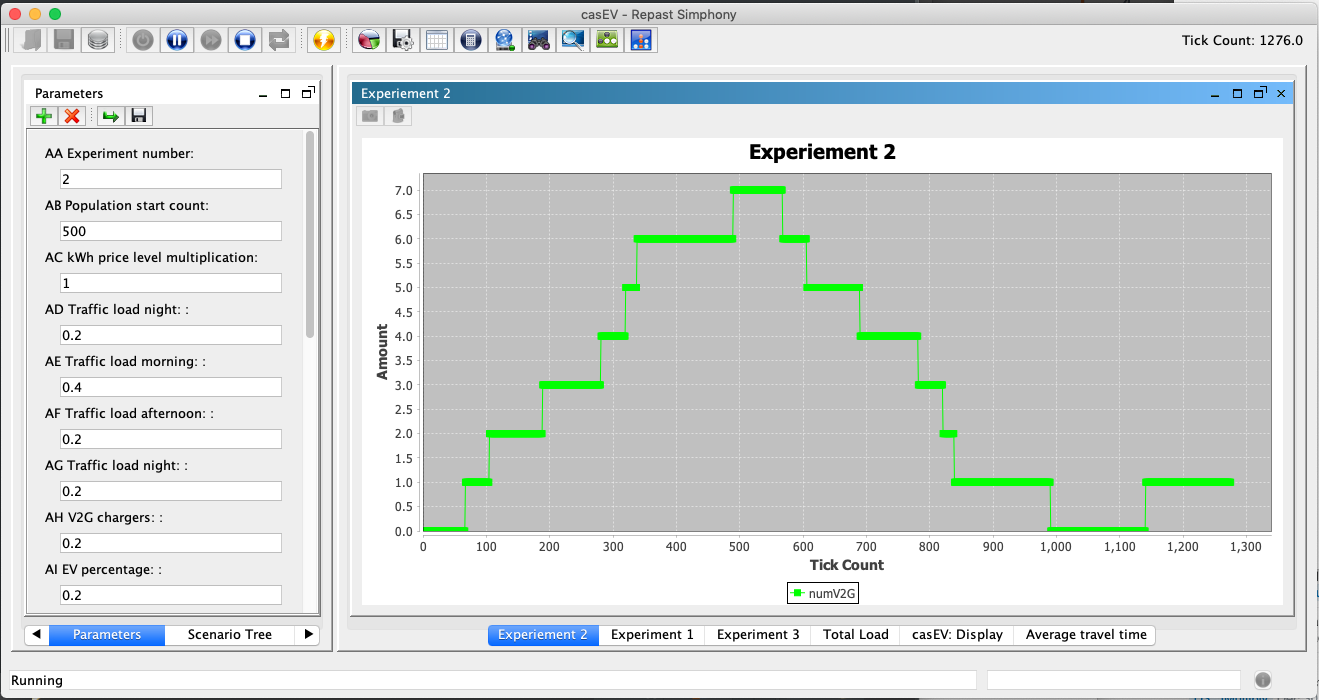 casEV - Repast Simphony
Tick Count: 1276.0
Parameters
AA Experiment number:
2
AB Population start count:
500
AC kWh price level multiplication:
1
AD Traffic load night: :
0.2
AE Traffic load morning: :
0.4
AF Traffic load afternoon: :
0.2
AG Traffic load night: :
0.2
AH V2G chargers: :
0.2
AI EV percentage: :
0.2
Parameters
Scenario Tree
Experiement 2
Experiement 2
7.0
6.5
6.0
5.5
5.0
4.5
4.0
3.5
3.0
2.5
2.0
1.5
1.0
0.5
0.0
Amount
0 100 200 300 400 500 600 700 800 900 1,000 1,100 1,200 1,300
Tick Count
numV2G
Experiement 2 Experiment 1 Experiment 3 Total Load casEV: Display Average travel time
Running